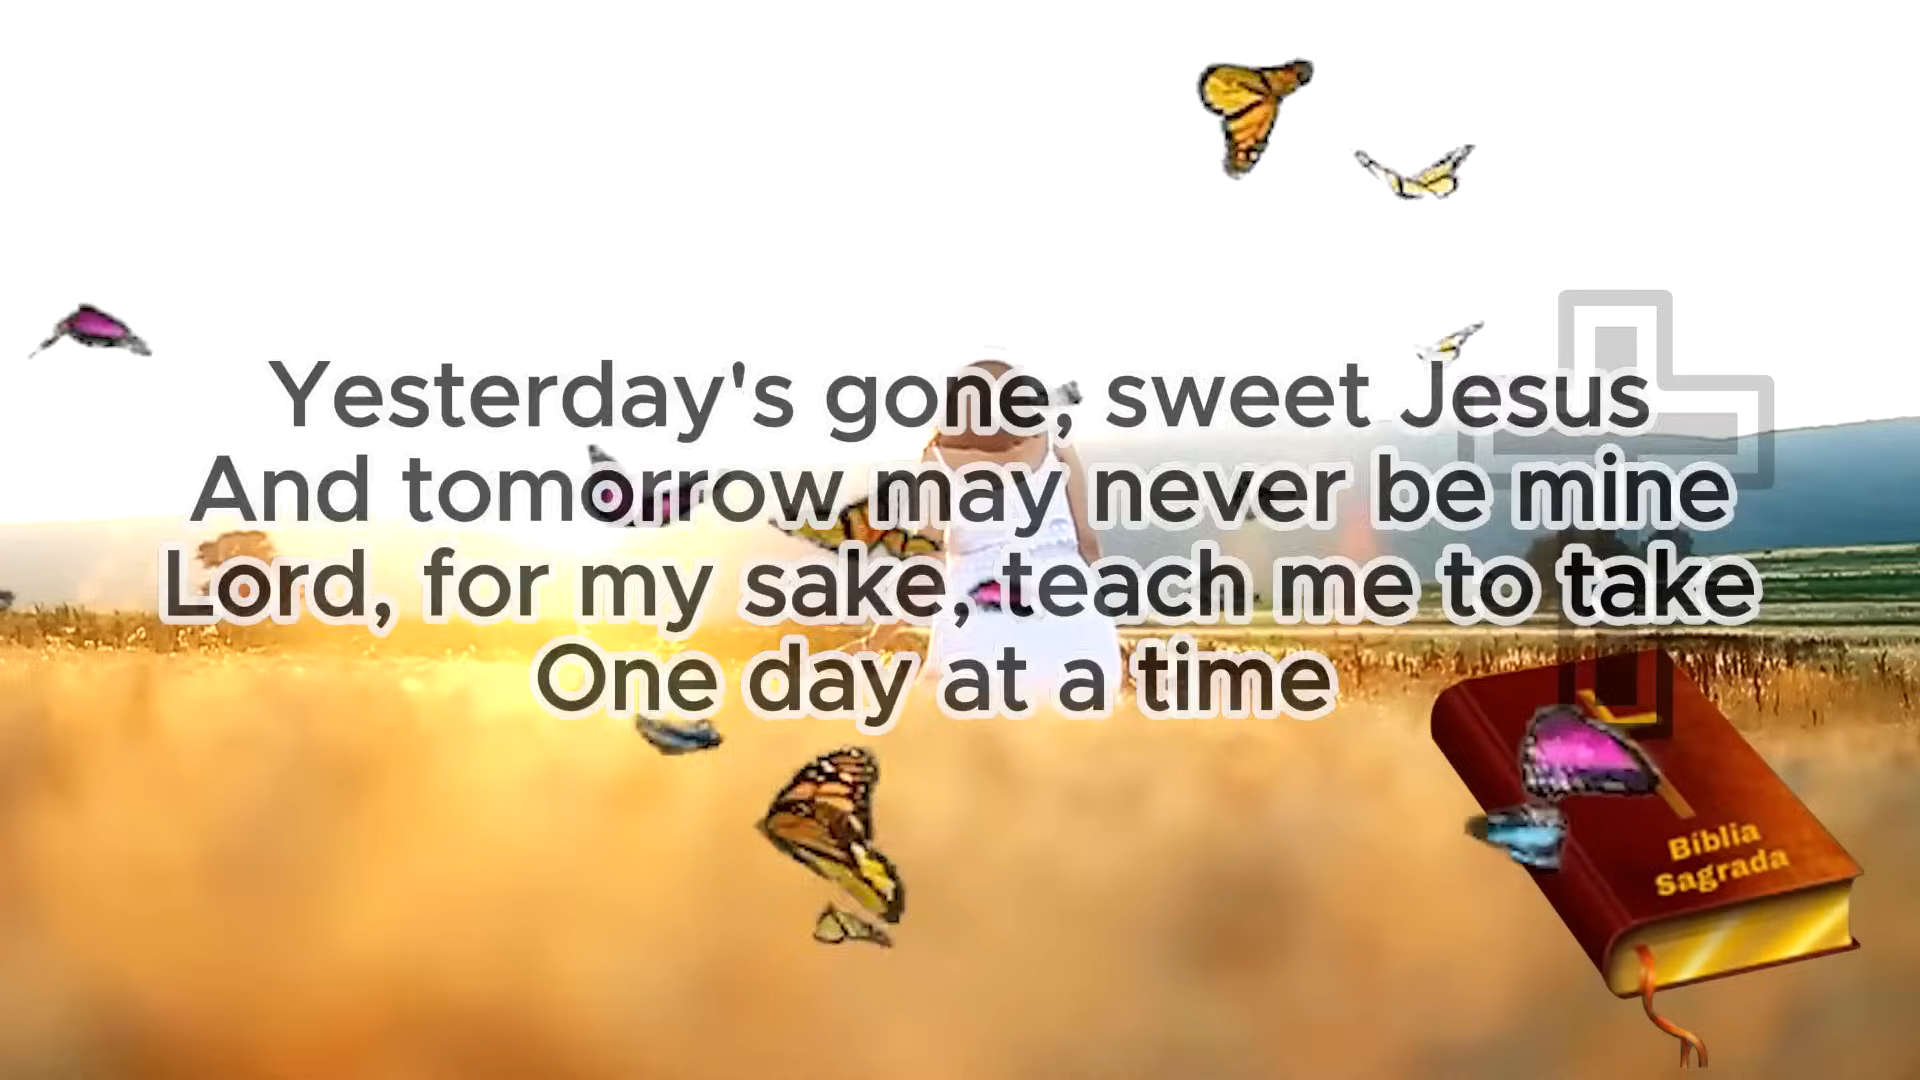 Yesterday's gone, sweet Jesus
And tomorrow may never be mine
Lord, for my sake, teach me to take
One day at a time
Bíblia
Sagrada